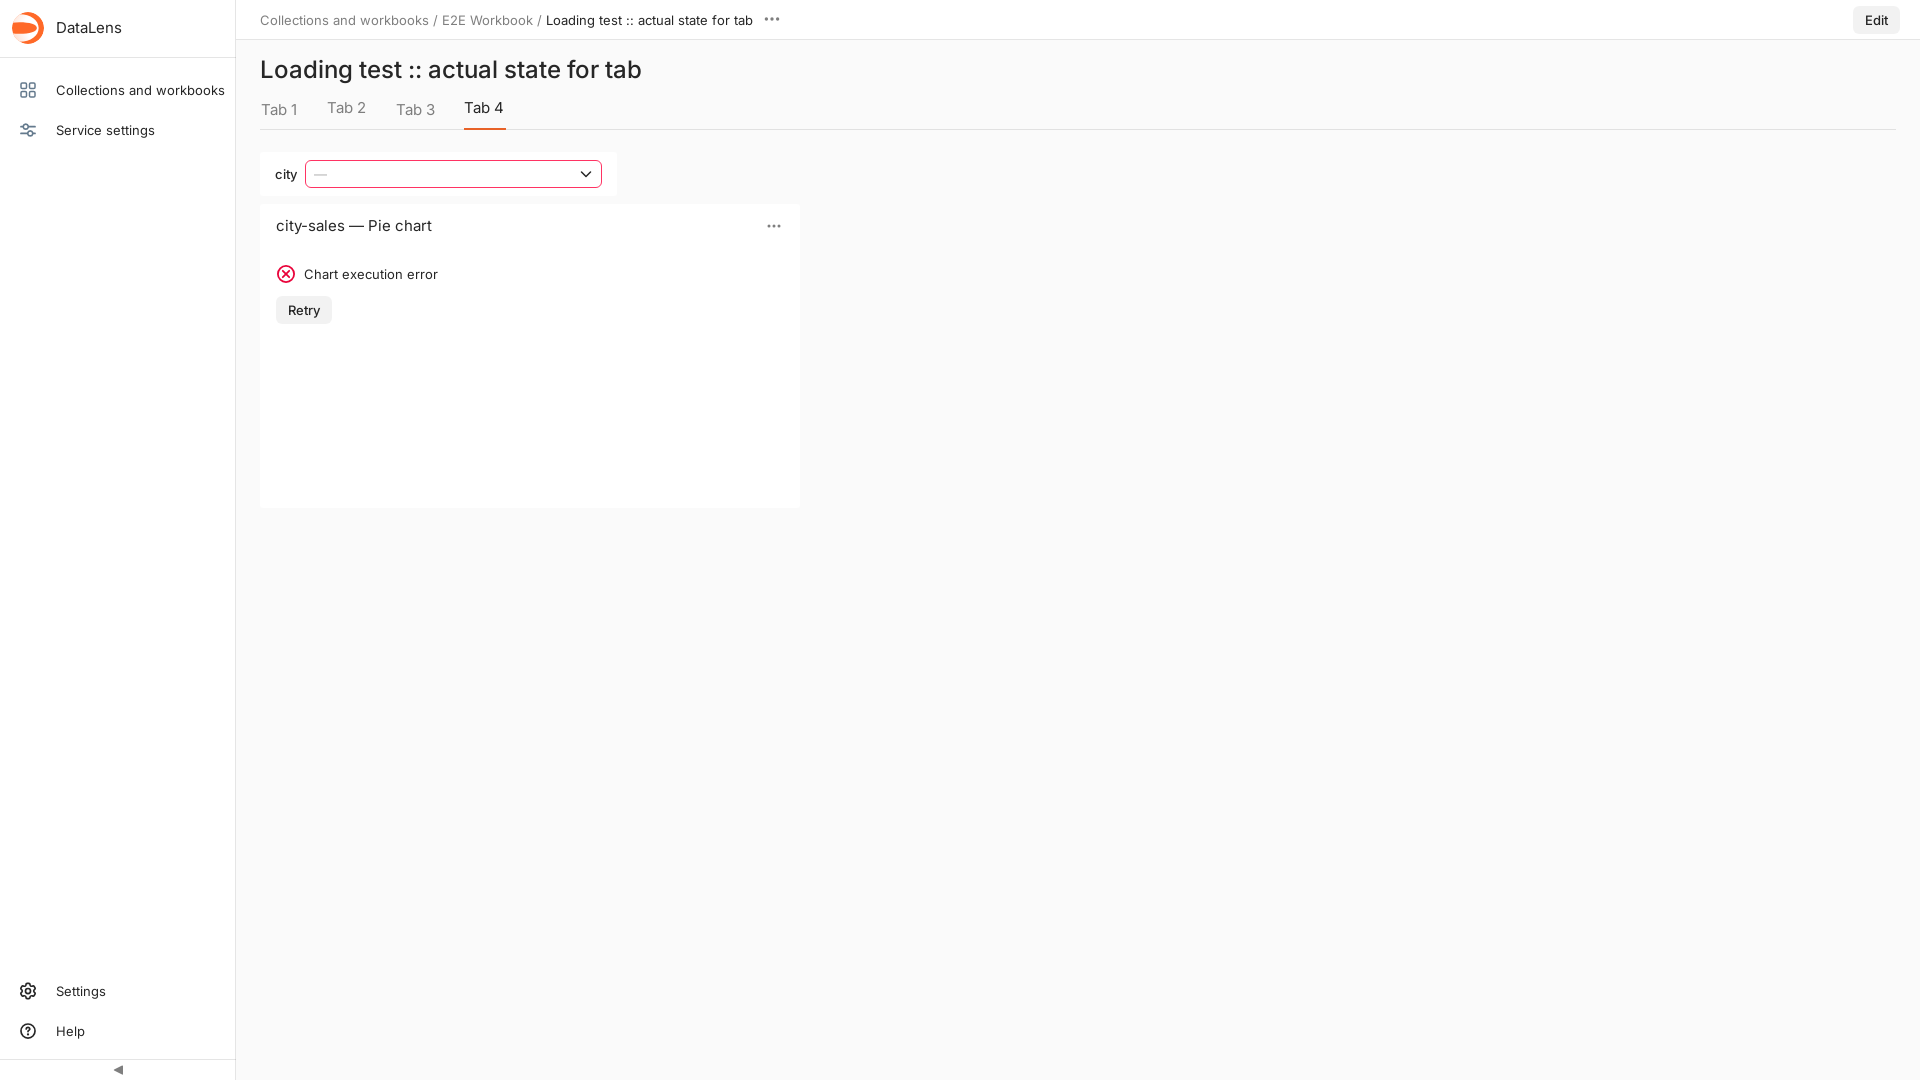 DataLens
Collections and workbooks / E2E Workbook / Loading test :: actual state for tab
Edit
Collections and workbooks
Service settings
Loading test :: actual state for tab
Tab 1 Tab 2 Tab 3 Tab 4
city —
city-sales — Pie chart
Chart execution error
Retry
Settings
Help